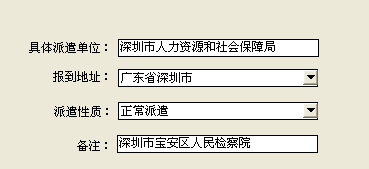 具体派遣单位：深圳市人力资源和社会保障局
报到地址：广东省深圳市
派遣性质：正常派遣
备注：深圳市宝安区人民检察院